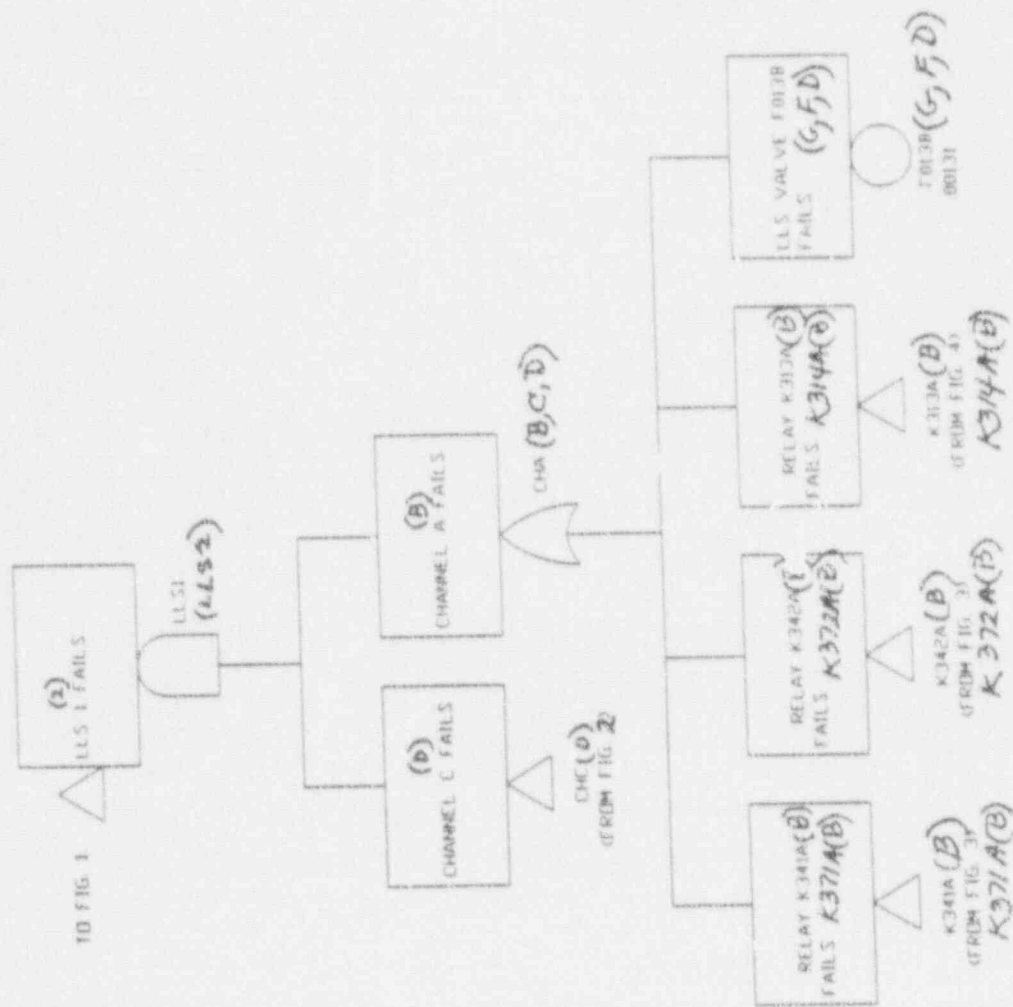 TO FIG. 1
(2)
LLS 1 FAILS
LLS1
(LLS2)
(D)
CHANNEL C FAILS
CHC(D)
(FROM FIG 2)
(B)
CHANNEL A FAILS
CHA (B,C,D)
RELAY K341A(B)
FAILS K371A(B)
K341A(B)
(FROM FIG. 3)
K371A(B)
RELAY K342A(
FAILS K372A(B)
K342A(B)
(FROM FIG. 3)
K372A(B)
RELAY K313A(B)
FAILS K314A(B)
K313A(B)
(FROM FIG. 4)
K314A(B)
LLS VALVE F013B
FAILS (G,F,D)
F013B(G,F,D)